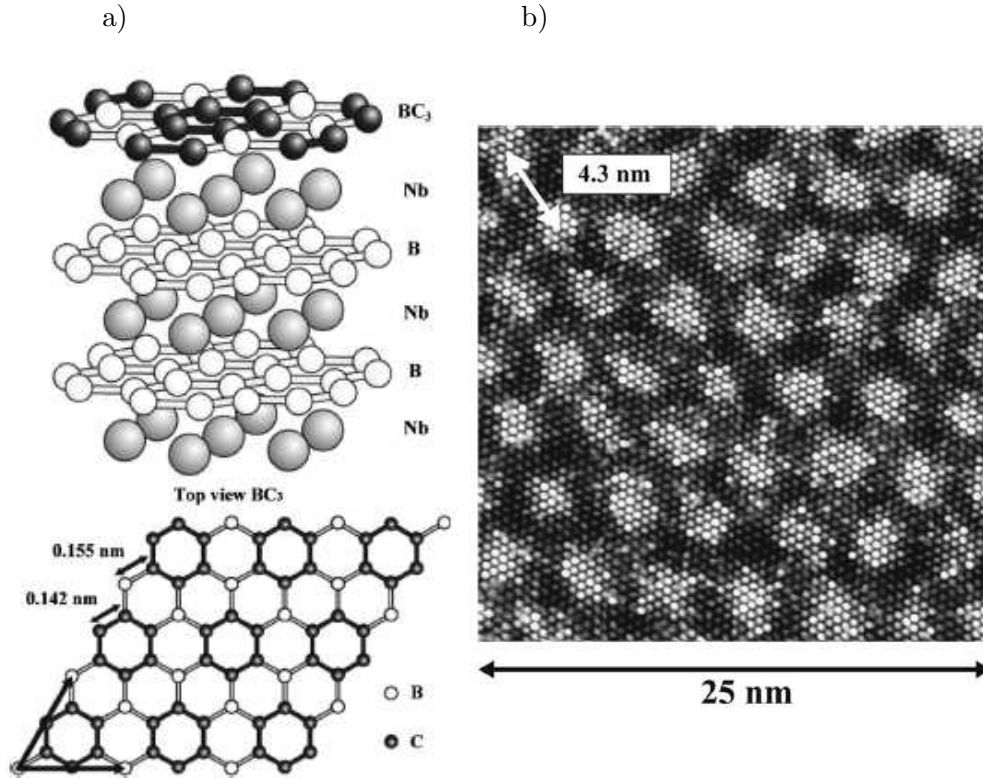 a)
b)
BC₃
Nb
B
Nb
B
Nb
Top view BC₃
0.155 nm
0.142 nm
B
C
4.3 nm
25 nm